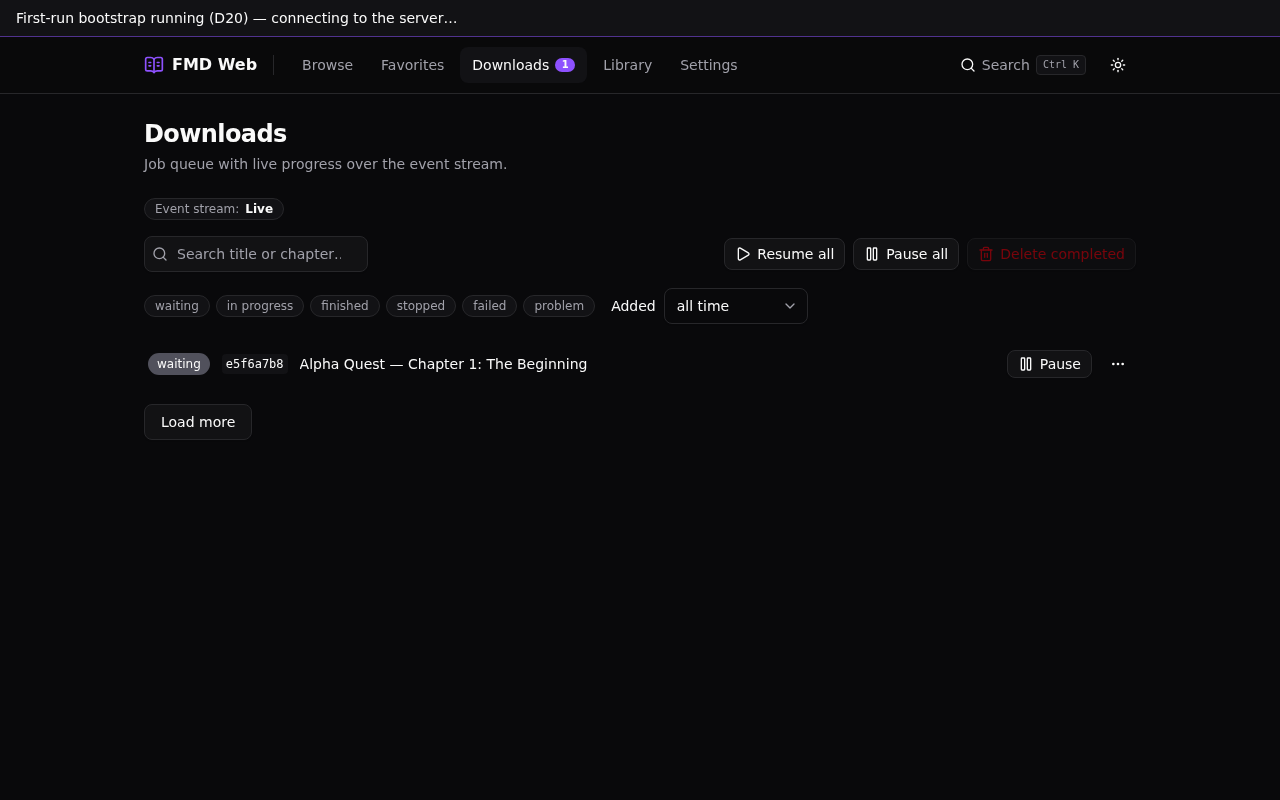 First-run bootstrap running (D20) — connecting to the server…
FMD Web Browse Favorites Downloads 1 Library Settings Search Ctrl K
Downloads
Job queue with live progress over the event stream.
Event stream: Live
Search title or chapter… Resume all Pause all Delete completed
waiting in progress finished stopped failed problem Added all time
waiting e5f6a7b8 Alpha Quest — Chapter 1: The Beginning Pause
Load more